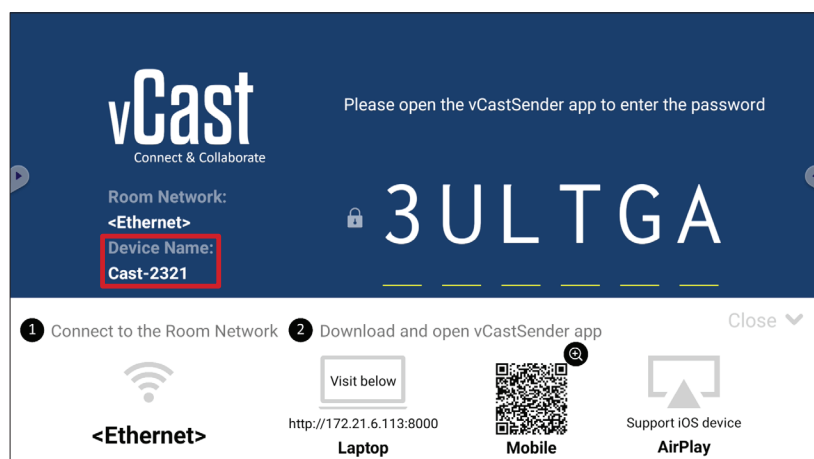 vCast
Connect & Collaborate
Please open the vCastSender app to enter the password
Room Network:
<Ethernet>
Device Name:
Cast-2321
3ULTGA
1 Connect to the Room Network
2 Download and open vCastSender app
Close
Visit below
<Ethernet>
http://172.21.6.113:8000
Laptop
Mobile
Support iOS device
AirPlay